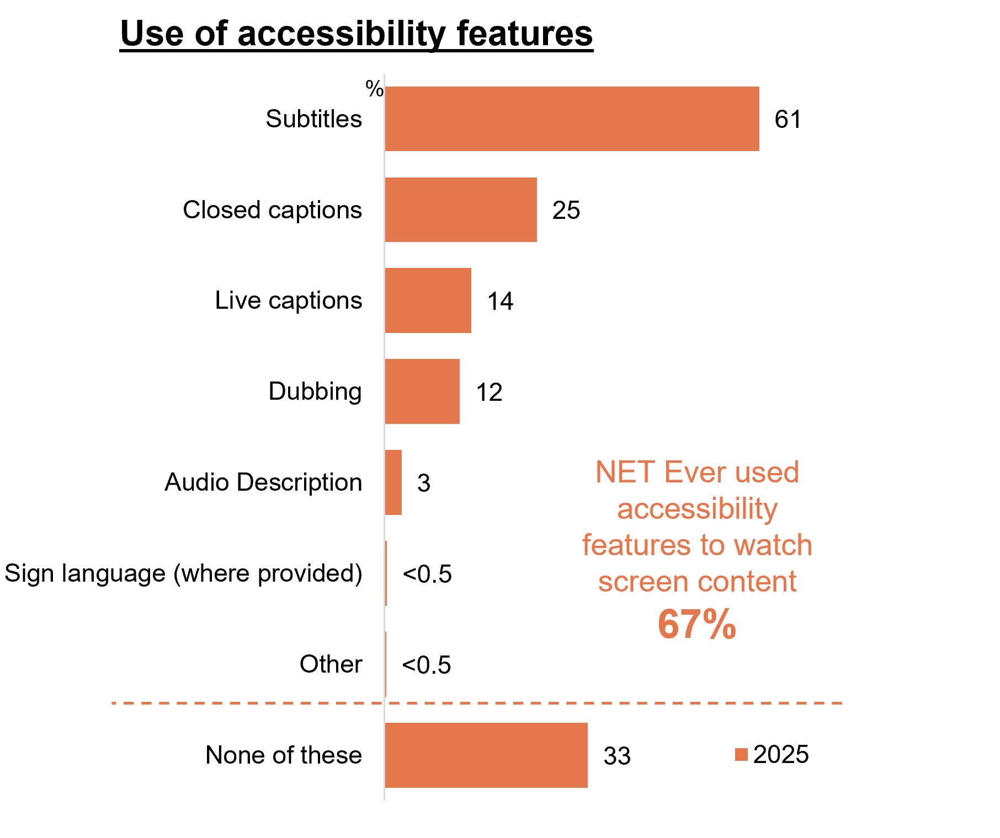 Use of accessibility features
%
Subtitles 61
Closed captions 25
Live captions 14
Dubbing 12
Audio Description 3
Sign language (where provided) <0.5
Other <0.5
None of these 33
NET Ever used
accessibility
features to watch
screen content
67%
2025